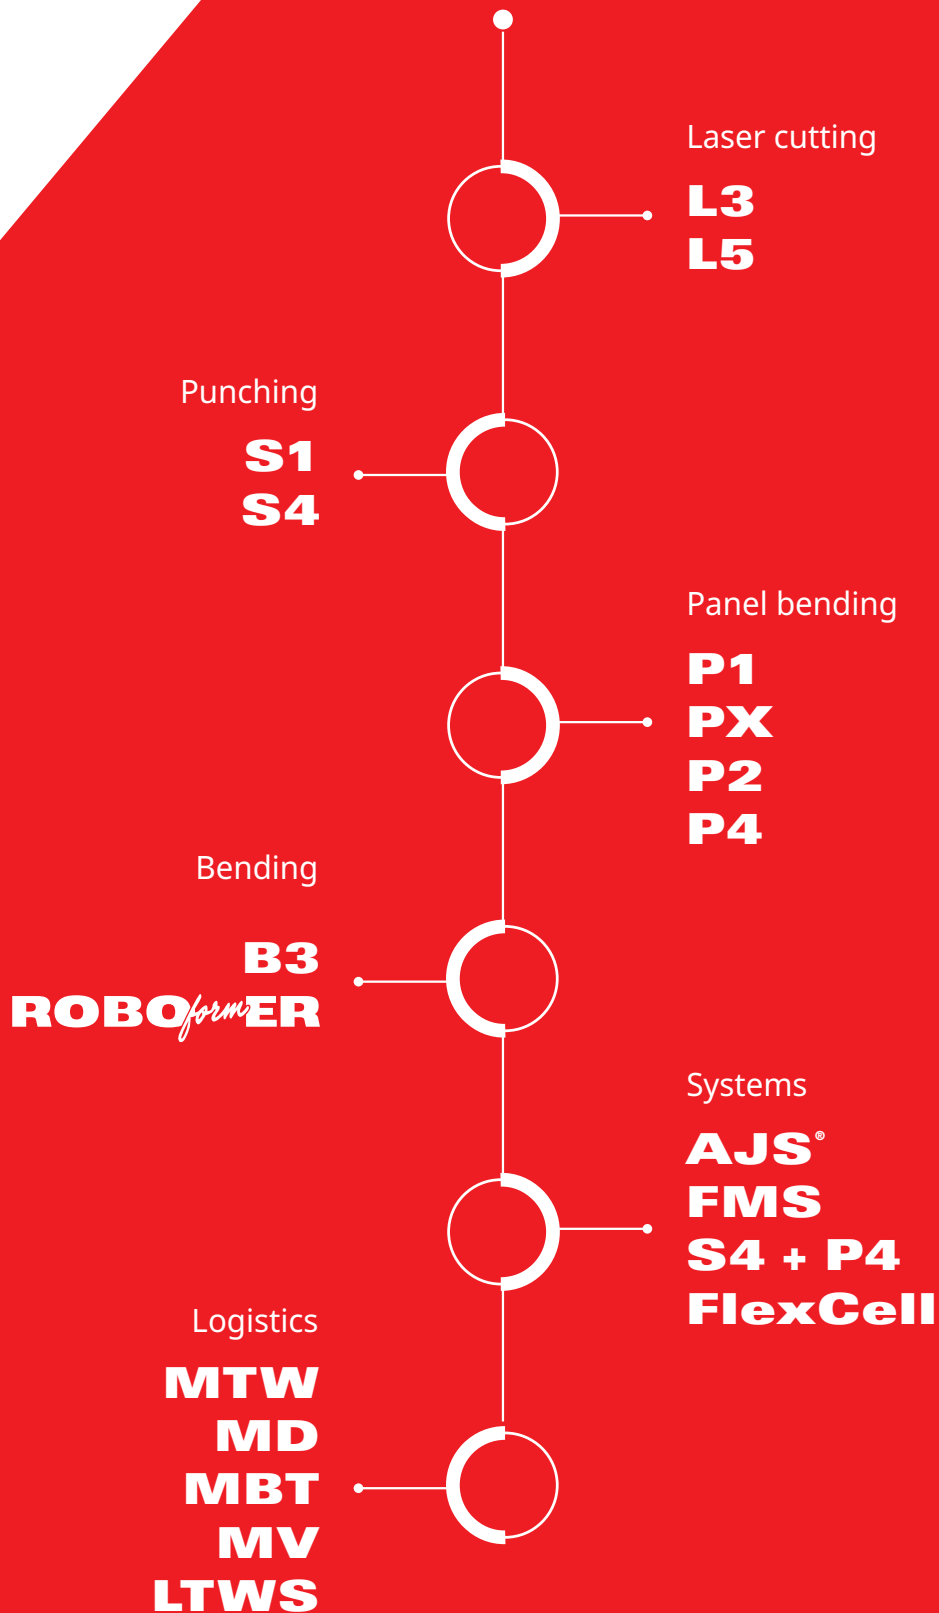 Laser cutting
L3
L5
Punching
S1
S4
Panel bending
P1
PX
P2
P4
Bending
B3
ROBOformER
Systems
AJS®
FMS
S4 + P4
FlexCell
Logistics
MTW
MD
MBT
MV
LTWS